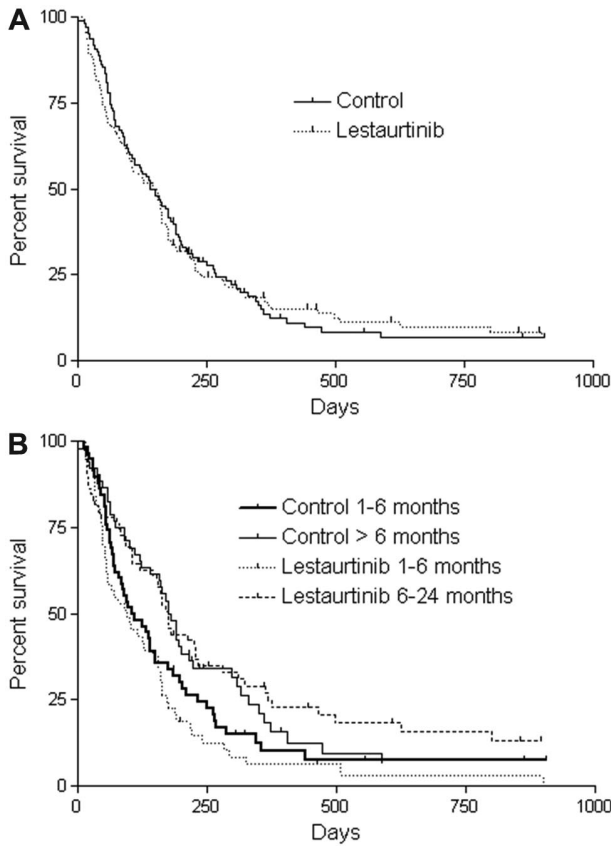 A
100
75
50
25
0
Percent survival
Control
Lestaurtinib
0 250 500 750 1000
Days
B
100
75
50
25
0
Percent survival
Control 1-6 months
Control > 6 months
Lestaurtinib 1-6 months
Lestaurtinib 6-24 months
0 250 500 750 1000
Days